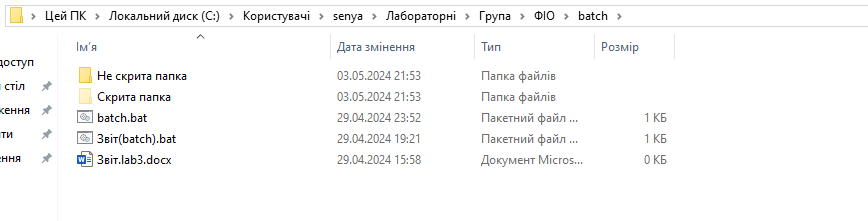 Цей ПК > Локальний диск (C:) > Користувачі > senya > Лабораторні > Група > ФІО > batch >
Ім’я Дата змінення Тип Розмір
доступ
Не скрита папка 03.05.2024 21:53 Папка файлів
й стіл
Скрита папка 03.05.2024 21:53 Папка файлів
ження
batch.bat 29.04.2024 23:52 Пакетний файл ... 1 КБ
нти
Звіт(batch).bat 29.04.2024 19:21 Пакетний файл ... 1 КБ
ення
Звіт.lab3.docx 29.04.2024 15:58 Документ Micros... 0 КБ